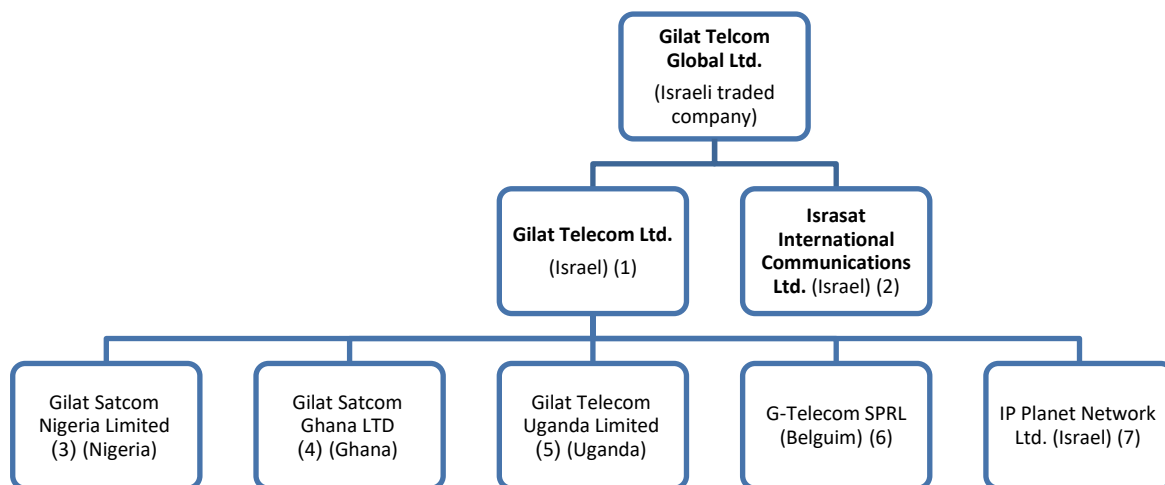 Gilat Telcom
Global Ltd.
(Israeli traded
company)
Gilat Telecom Ltd.
(Israel) (1)
Israsat
International
Communications
Ltd. (Israel) (2)
Gilat Satcom
Nigeria Limited
(3) (Nigeria)
Gilat Satcom
Ghana LTD
(4) (Ghana)
Gilat Telecom
Uganda Limited
(5) (Uganda)
G-Telecom SPRL
(Belguim) (6)
IP Planet Network
Ltd. (Israel) (7)